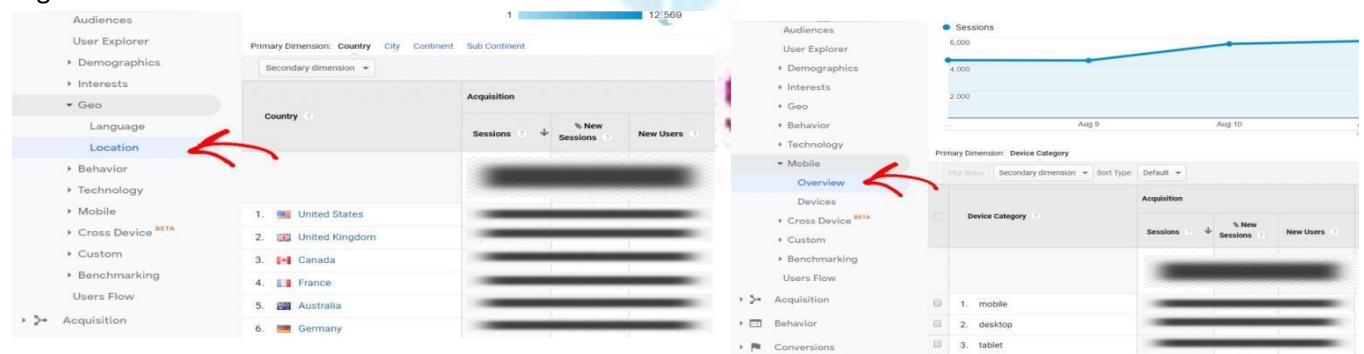 Audiences
User Explorer
Demographics
Interests
Geo
Language
Location
Behavior
Technology
Mobile
Cross Device BETA
Custom
Benchmarking
Users Flow
Acquisition
1 12,569
Primary Dimension: Country City Continent Sub Continent
Secondary dimension
Country ?
Acquisition
Sessions ? % New Sessions ? New Users ?
1. United States
2. United Kingdom
3. Canada
4. France
5. Australia
6. Germany
Audiences
User Explorer
Demographics
Interests
Geo
Behavior
Technology
Mobile
Overview
Devices
Cross Device BETA
Custom
Benchmarking
Users Flow
Acquisition
Behavior
Conversions
Sessions
6,000
4,000
2,000
Aug 9 Aug 10
Primary Dimension: Device Category
Plot Rows Secondary dimension Sort Type: Default
Device Category ?
Acquisition
Sessions ? % New Sessions ? New Users ?
1. mobile
2. desktop
3. tablet